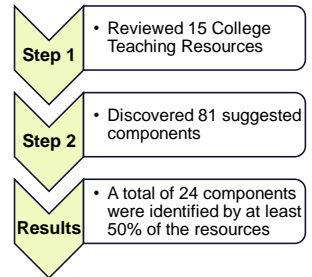 Step 1
• Reviewed 15 College
Teaching Resources
Step 2
• Discovered 81 suggested
components
Results
• A total of 24 components
were identified by at least
50% of the resources